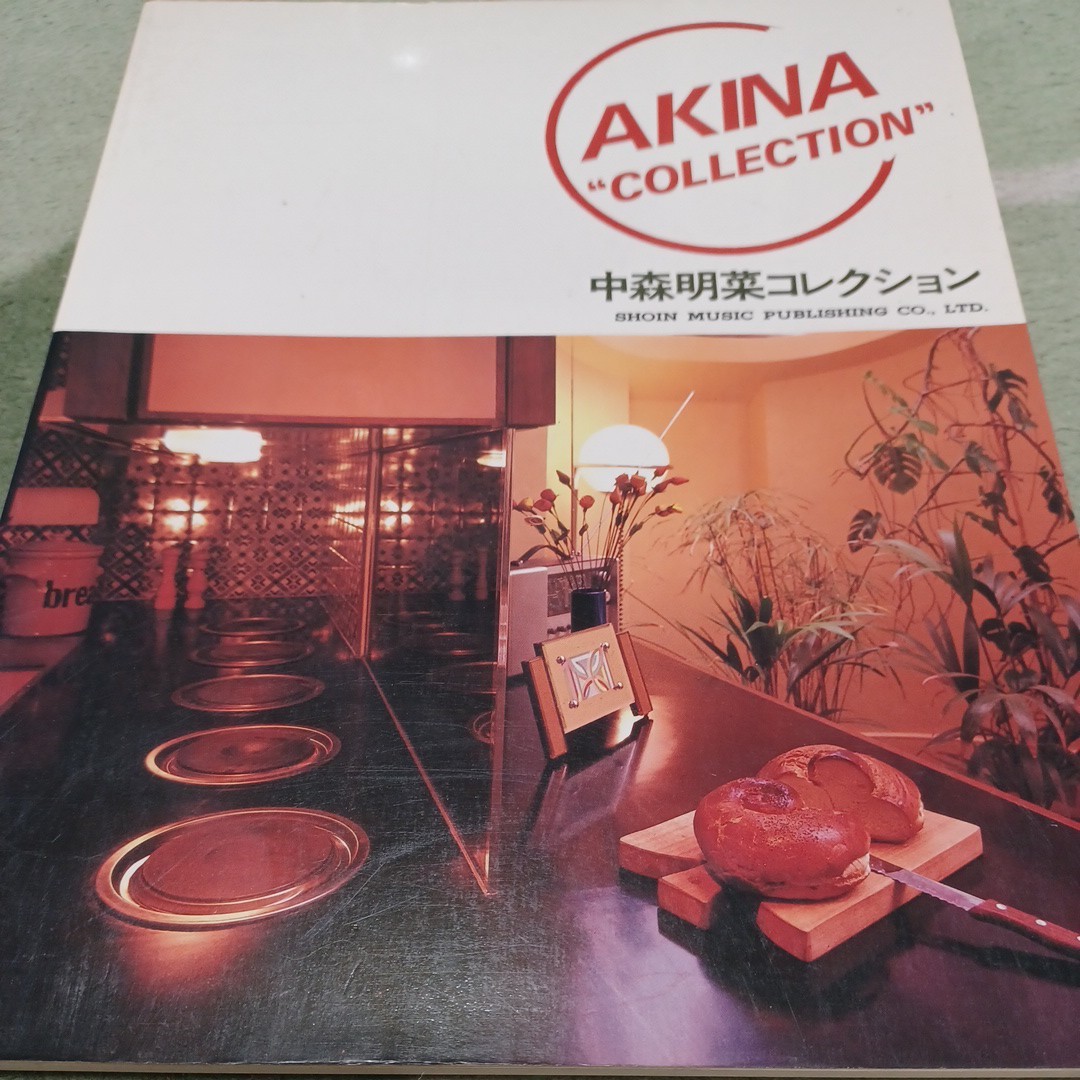 AKINA
“COLLECTION”
中森明菜コレクション
SHOIN MUSIC PUBLISHING CO., LTD.
brea